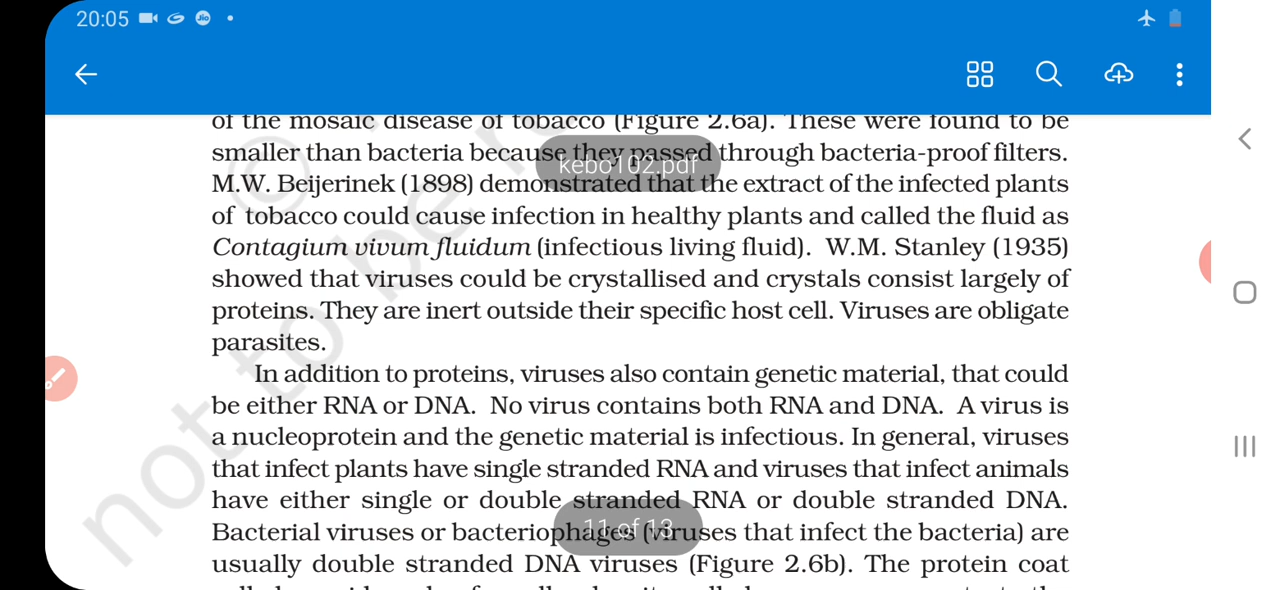 20:05
Jio
of the mosaic disease of tobacco (Figure 2.6a). These were found to be
smaller than bacteria because they passed through bacteria-proof filters.
kebo102.pdf
M.W. Beijerinek (1898) demonstrated that the extract of the infected plants
of tobacco could cause infection in healthy plants and called the fluid as
Contagium vivum fluidum (infectious living fluid). W.M. Stanley (1935)
showed that viruses could be crystallised and crystals consist largely of
proteins. They are inert outside their specific host cell. Viruses are obligate
parasites.
In addition to proteins, viruses also contain genetic material, that could
be either RNA or DNA. No virus contains both RNA and DNA. A virus is
a nucleoprotein and the genetic material is infectious. In general, viruses
that infect plants have single stranded RNA and viruses that infect animals
have either single or double stranded RNA or double stranded DNA.
Bacterial viruses or bacteriophages (viruses that infect the bacteria) are
11 of 13
usually double stranded DNA viruses (Figure 2.6b). The protein coat
© not to be r